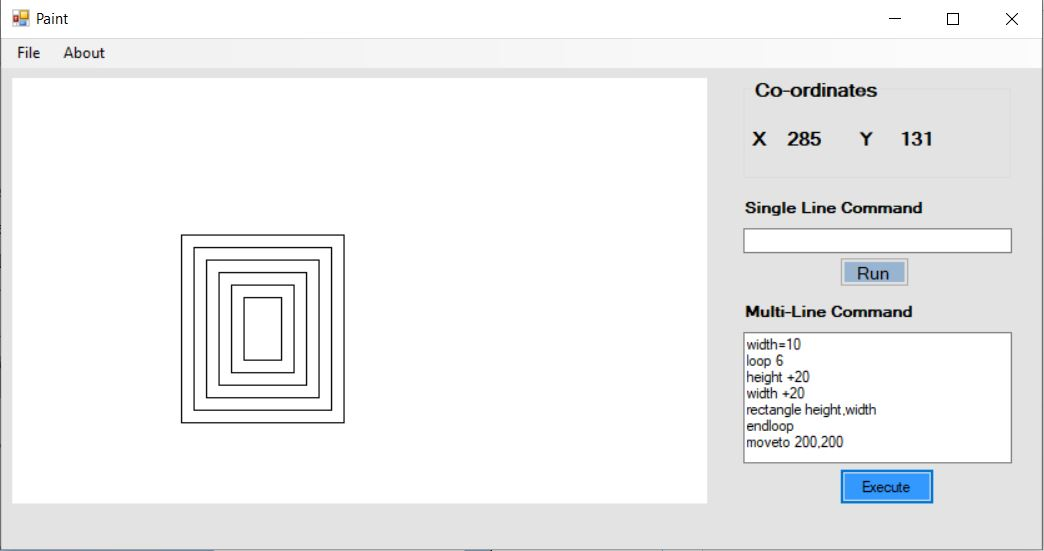 Paint
File About
Co-ordinates
X 285 Y 131
Single Line Command
Run
Multi-Line Command
width=10
loop 6
height +20
width +20
rectangle height,width
endloop
moveto 200,200
Execute